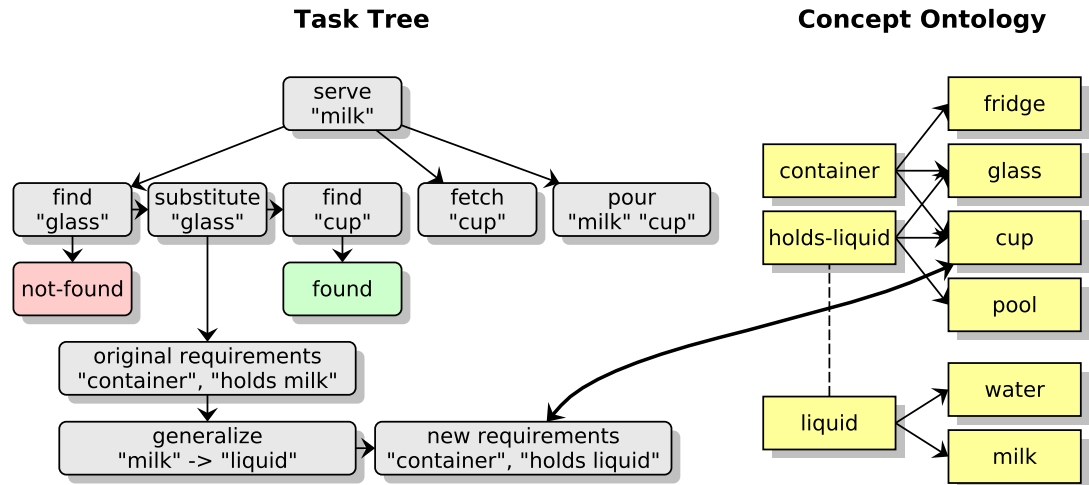 Task Tree
Concept Ontology
serve
"milk"
find
"glass"
substitute
"glass"
find
"cup"
fetch
"cup"
pour
"milk" "cup"
not-found
found
original requirements
"container", "holds milk"
generalize
"milk" -> "liquid"
new requirements
"container", "holds liquid"
container
holds-liquid
liquid
fridge
glass
cup
pool
water
milk